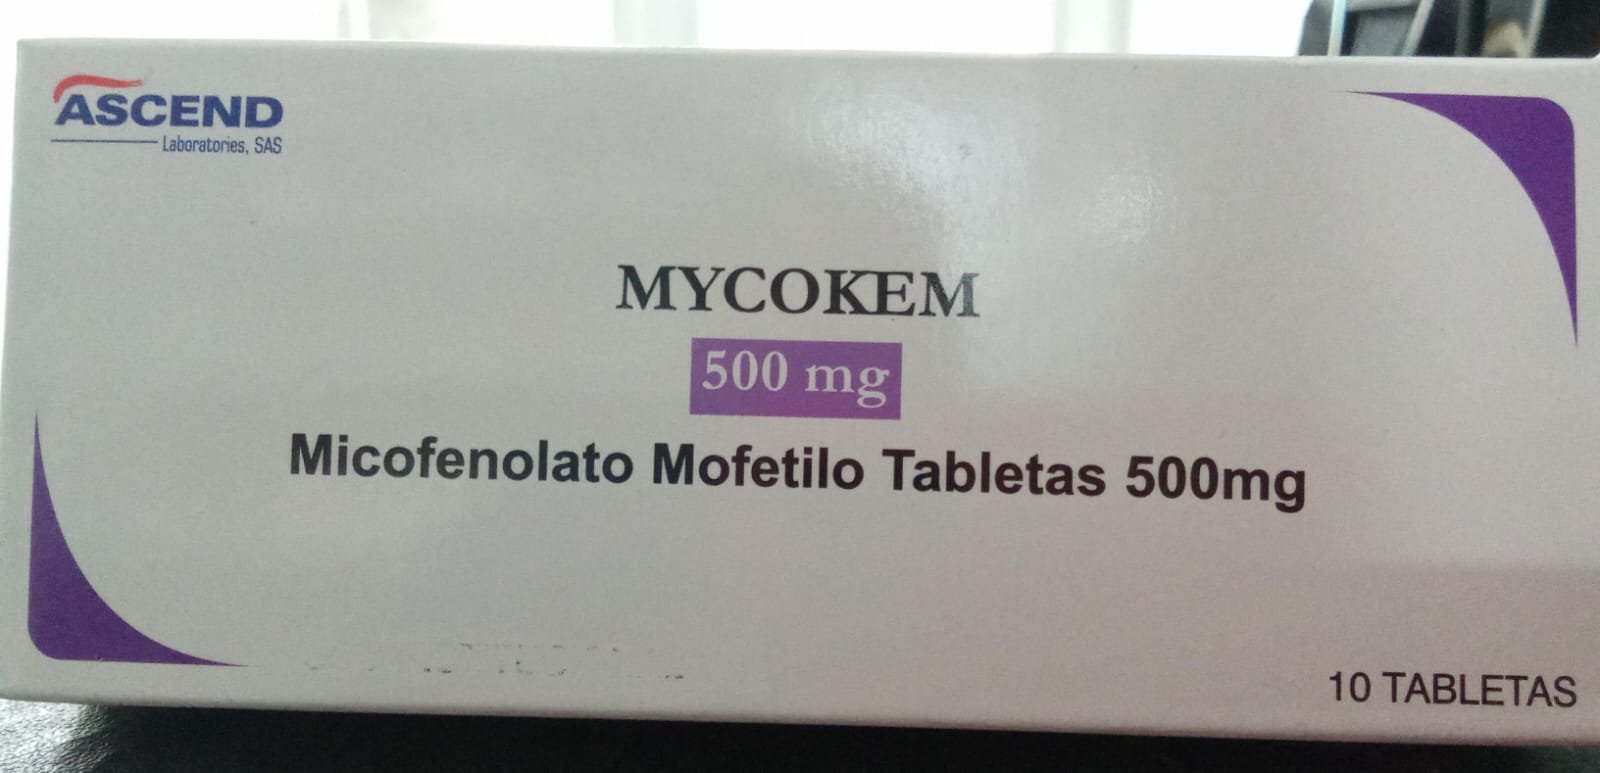 ASCEND
Laboratories, SAS
MYCOKEM
500 mg
Micofenolato Mofetilo Tabletas 500mg
10 TABLETAS